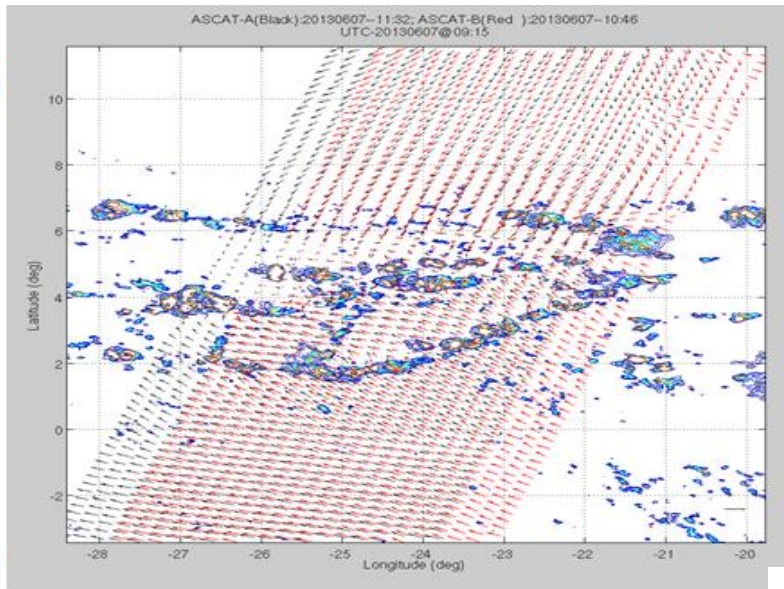 ASCAT-A(Black):20130607--11:32; ASCAT-B(Red  ):20130607--10:46
UTC-20130607@09:15
10
8
6
4
2
0
-2
Latitude (deg)
-28 -27 -26 -25 -24 -23 -22 -21 -20
Longitude (deg)